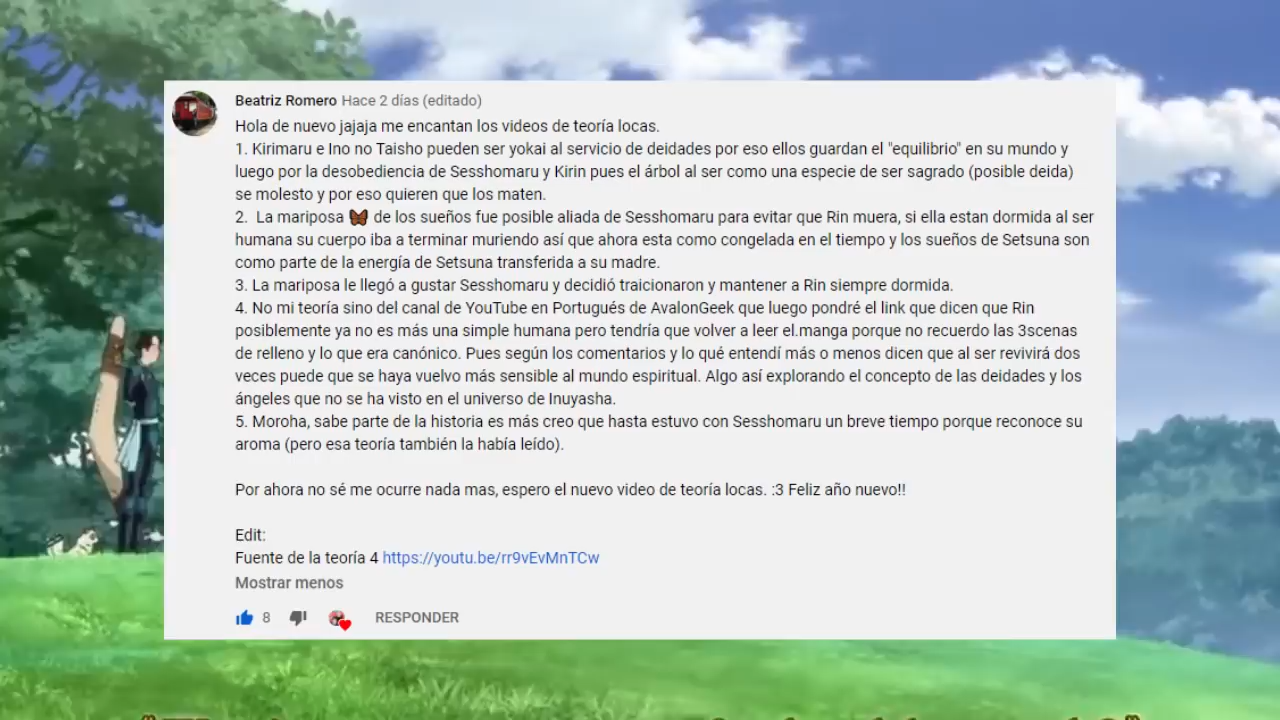 Beatriz Romero Hace 2 días (editado)
Hola de nuevo jajaja me encantan los videos de teoría locas.
1. Kirimaru e Ino no Taisho pueden ser yokai al servicio de deidades por eso ellos guardan el "equilibrio" en su mundo y
luego por la desobediencia de Sesshomaru y Kirin pues el árbol al ser como una especie de ser sagrado (posible deida)
se molesto y por eso quieren que los maten.
2.  La mariposa 🦋 de los sueños fue posible aliada de Sesshomaru para evitar que Rin muera, si ella estan dormida al ser
humana su cuerpo iba a terminar muriendo así que ahora esta como congelada en el tiempo y los sueños de Setsuna son
como parte de la energía de Setsuna transferida a su madre.
3. La mariposa le llegó a gustar Sesshomaru y decidió traicionaron y mantener a Rin siempre dormida.
4. No mi teoría sino del canal de YouTube en Portugués de AvalonGeek que luego pondré el link que dicen que Rin
posiblemente ya no es más una simple humana pero tendría que volver a leer el.manga porque no recuerdo las 3scenas
de relleno y lo que era canónico. Pues según los comentarios y lo qué entendí más o menos dicen que al ser revivirá dos
veces puede que se haya vuelvo más sensible al mundo espiritual. Algo así explorando el concepto de las deidades y los
ángeles que no se ha visto en el universo de Inuyasha.
5. Moroha, sabe parte de la historia es más creo que hasta estuvo con Sesshomaru un breve tiempo porque reconoce su
aroma (pero esa teoría también la había leído).
Por ahora no sé me ocurre nada mas, espero el nuevo video de teoría locas. :3 Feliz año nuevo!!
Edit:
Fuente de la teoría 4 https://youtu.be/rr9vEvMnTCw
Mostrar menos
8 RESPONDER